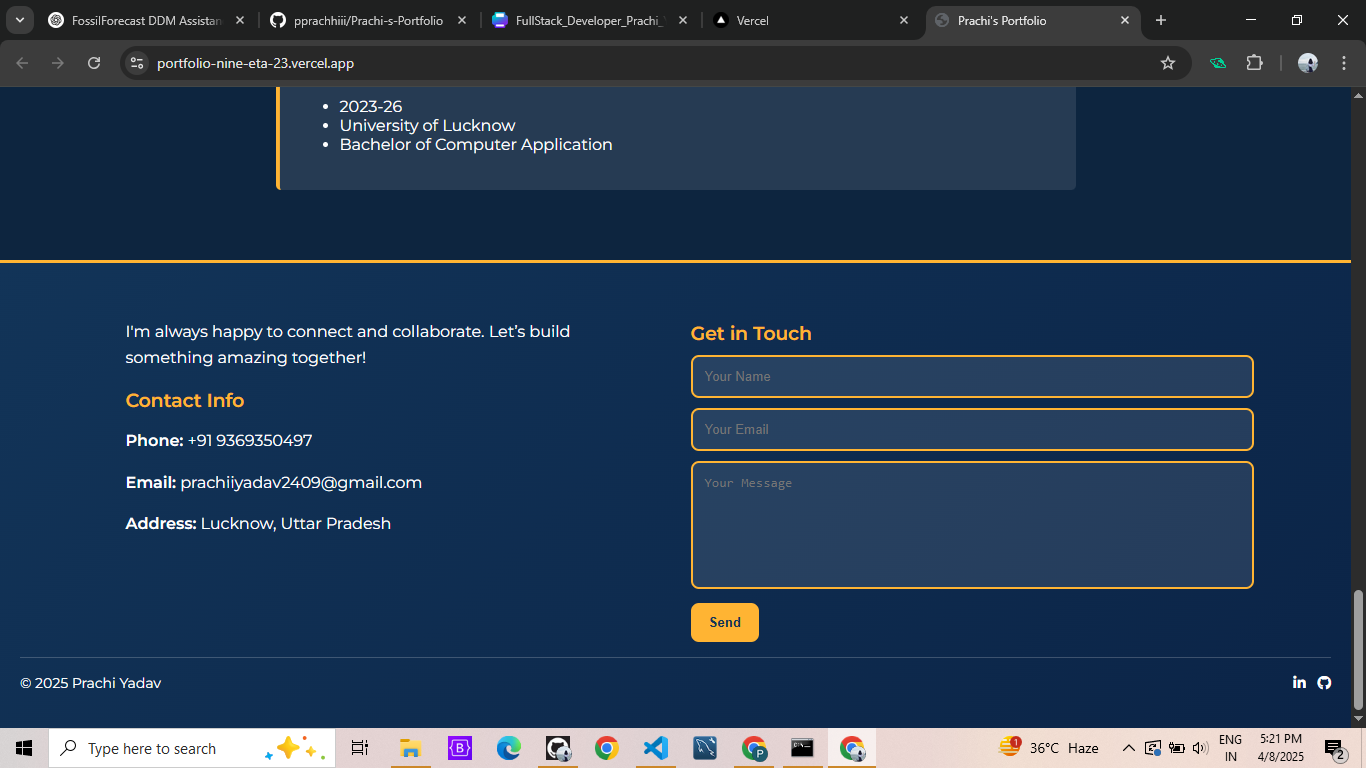 FossilForecast DDM Assistan
pprachhiii/Prachi-s-Portfolio
FullStack_Developer_Prachi_
Vercel
Prachi's Portfolio
portfolio-nine-eta-23.vercel.app
2023-26
University of Lucknow
Bachelor of Computer Application
I'm always happy to connect and collaborate. Let’s build
something amazing together!
Contact Info
Phone: +91 9369350497
Email: prachiiyadav2409@gmail.com
Address: Lucknow, Uttar Pradesh
Get in Touch
Your Name
Your Email
Your Message
Send
© 2025 Prachi Yadav
in
Type here to search
B
P
1
36°C Haze
ENG
IN
5:21 PM
4/8/2025
2